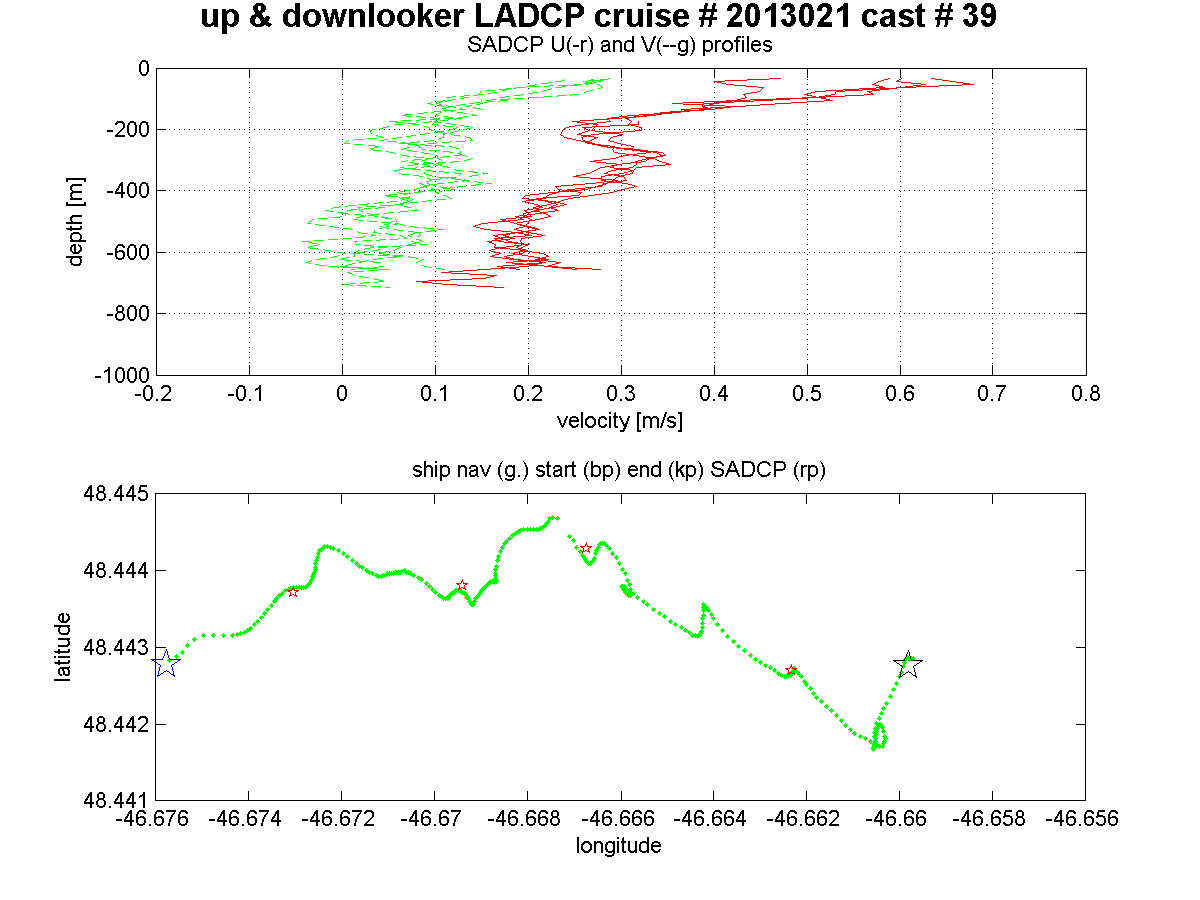 up & downlooker LADCP cruise # 2013021 cast # 39
SADCP U(-r) and V(--g) profiles
0
-200
-400
-600
-800
-1000
depth [m]
-0.2 -0.1 0 0.1 0.2 0.3 0.4 0.5 0.6 0.7 0.8
velocity [m/s]
ship nav (g.) start (bp) end (kp) SADCP (rp)
48.445
48.444
48.443
48.442
48.441
latitude
-46.676 -46.674 -46.672 -46.67 -46.668 -46.666 -46.664 -46.662 -46.66 -46.658 -46.656
longitude